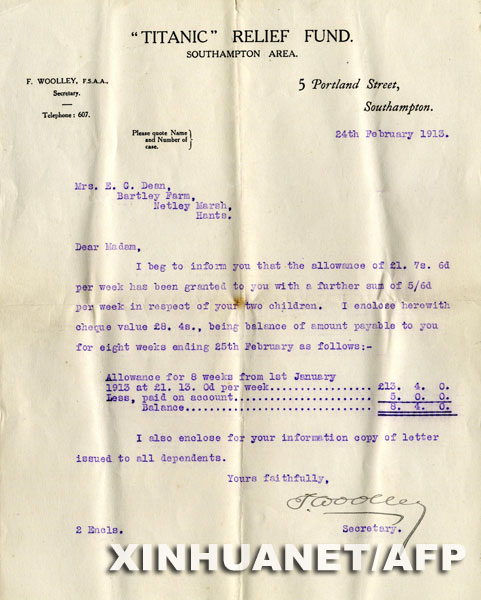 "TITANIC" RELIEF FUND.
SOUTHAMPTON AREA.
F. WOOLLEY, F.S.A.A.,
Secretary.
Telephone: 607.
5 Portland Street,
Southampton.
Please quote Name
and Number of
case.
24th February 1913.
Mrs. E. G. Dean,
Bartley Farm,
Netley Marsh,
Hants.
Dear Madam,
I beg to inform you that the allowance of £1. 7s. 6d
per week has been granted to you with a further sum of 5/6d
per week in respect of your two children. I enclose herewith
cheque value £8. 4s., being balance of amount payable to you
for eight weeks ending 25th February as follows:-
Allowance for 8 weeks from 1st January
1913 at £1. 13. 0d per week................ £13. 4. 0.
Less, paid on account...................... 5. 0. 0.
Balance.......................... 8. 4. 0.
I also enclose for your information copy of letter
issued to all dependents.
Yours faithfully,
F. Woolley
Secretary.
2 Encls.
XINHUANET/AFP